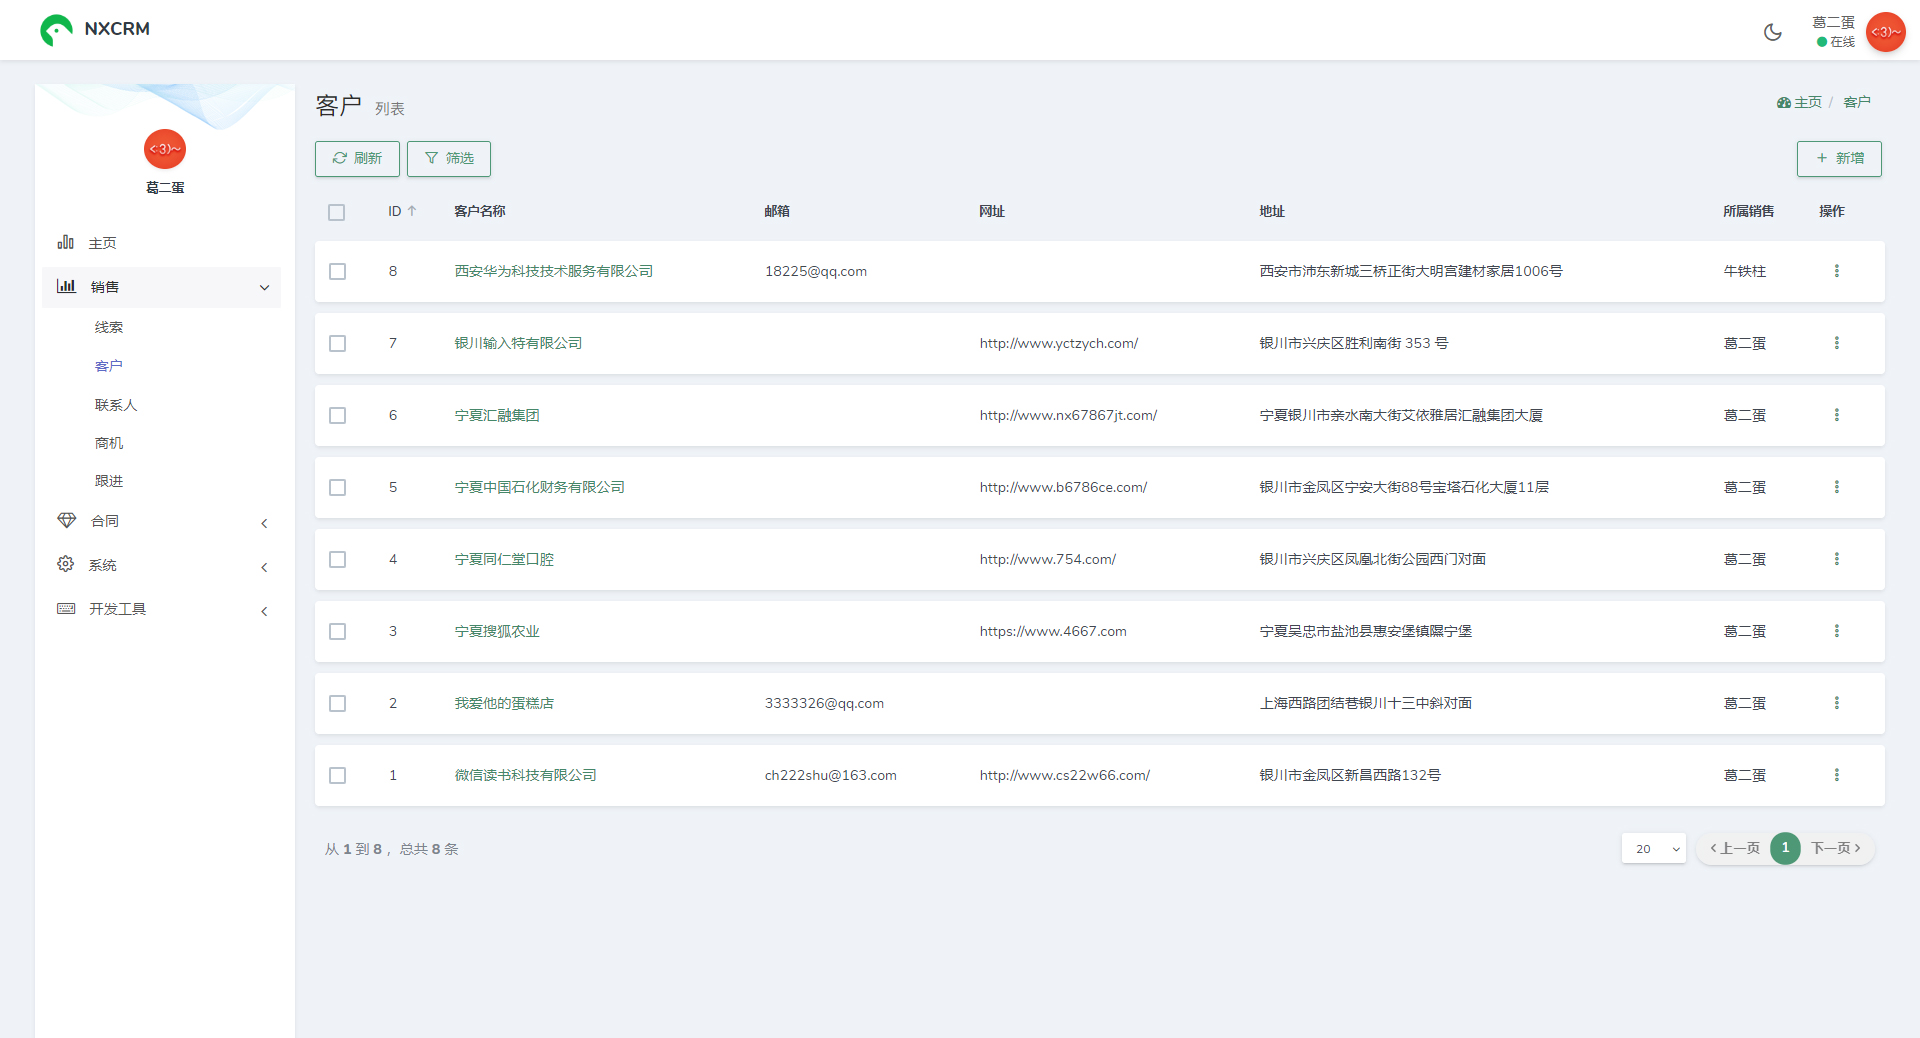 NXCRM
葛二蛋
在线
<:3)~
<:3)~
葛二蛋
主页
销售
线索
客户
联系人
商机
跟进
合同
系统
开发工具
客户 列表
主页 / 客户
刷新 筛选 + 新增
ID 客户名称 邮箱 网址 地址 所属销售 操作
8 西安华为科技技术服务有限公司 18225@qq.com 西安市沛东新城三桥正街大明宫建材家居1006号 牛铁柱
7 银川输入特有限公司 http://www.yctzych.com/ 银川市兴庆区胜利南街 353 号 葛二蛋
6 宁夏汇融集团 http://www.nx67867jt.com/ 宁夏银川市亲水南大街艾依雅居汇融集团大厦 葛二蛋
5 宁夏中国石化财务有限公司 http://www.b6786ce.com/ 银川市金凤区宁安大街88号宝塔石化大厦11层 葛二蛋
4 宁夏同仁堂口腔 http://www.754.com/ 银川市兴庆区凤凰北街公园西门对面 葛二蛋
3 宁夏搜狐农业 https://www.4667.com 宁夏吴忠市盐池县惠安堡镇隰宁堡 葛二蛋
2 我爱他的蛋糕店 3333326@qq.com 上海西路团结巷银川十三中斜对面 葛二蛋
1 微信读书科技有限公司 ch222shu@163.com http://www.cs22w66.com/ 银川市金凤区新昌西路132号 葛二蛋
从 1 到 8 ，总共 8 条
20 上一页 1 下一页